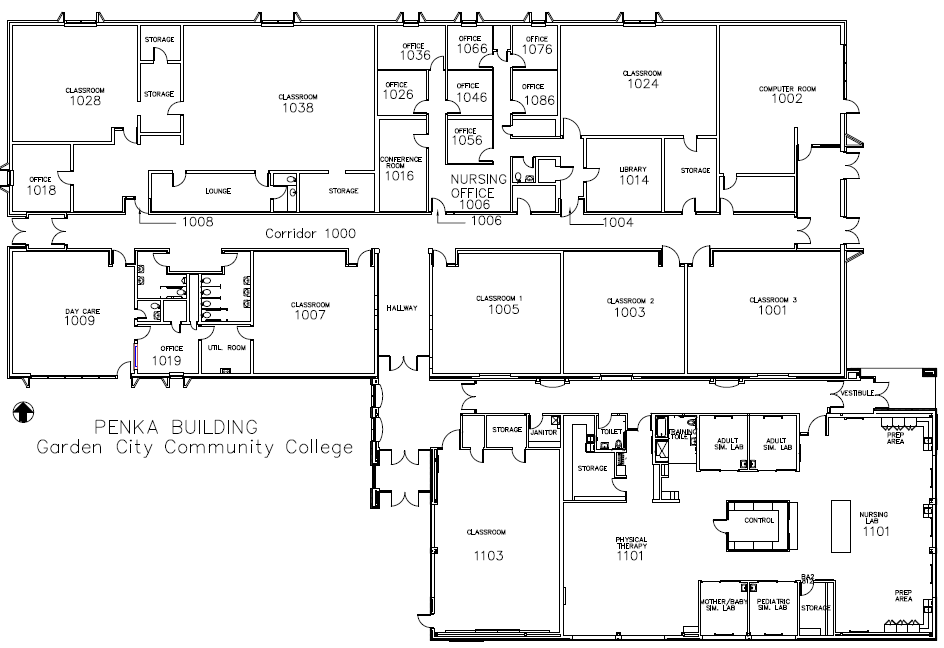 OFFICE
1066
OFFICE
1076
STORAGE
OFFICE
1036
CLASSROOM
1024
OFFICE
1026
OFFICE
1046
OFFICE
1086
CLASSROOM
1028
STORAGE
CLASSROOM
1038
COMPUTER ROOM
1002
OFFICE
1056
CONFERENCE
ROOM
1016
LIBRARY
1014
STORAGE
OFFICE
1018
LOUNGE
STORAGE
NURSING
OFFICE
1006
1008
1006
1004
Corridor 1000
DAY CARE
1009
CLASSROOM
1007
HALLWAY
CLASSROOM 1
1005
CLASSROOM 2
1003
CLASSROOM 3
1001
OFFICE
1019
UTIL. ROOM
VESTIBULE
PENKA BUILDING
Garden City Community College
STORAGE
JANITOR
TOILET
TRAINING
TOILET
ADULT
SIM. LAB
ADULT
SIM. LAB
PREP
AREA
STORAGE
CONTROL
NURSING
LAB
1101
CLASSROOM
1103
PHYSICAL
THERAPY
1101
MOTHER/BABY
SIM. LAB
PEDIATRIC
SIM. LAB
STORAGE
PREP
AREA